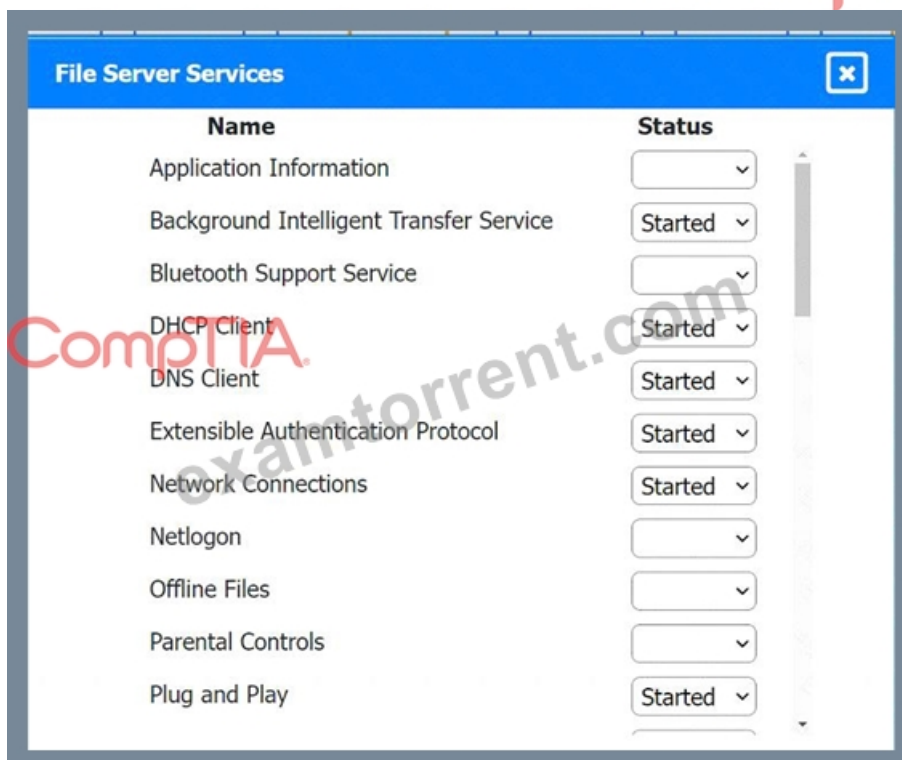 File Server Services
Name Status
Application Information
Background Intelligent Transfer Service Started
Bluetooth Support Service
DHCP Client Started
DNS Client Started
Extensible Authentication Protocol Started
Network Connections Started
Netlogon
Offline Files
Parental Controls
Plug and Play Started
CompTIA.
examtorrent.com